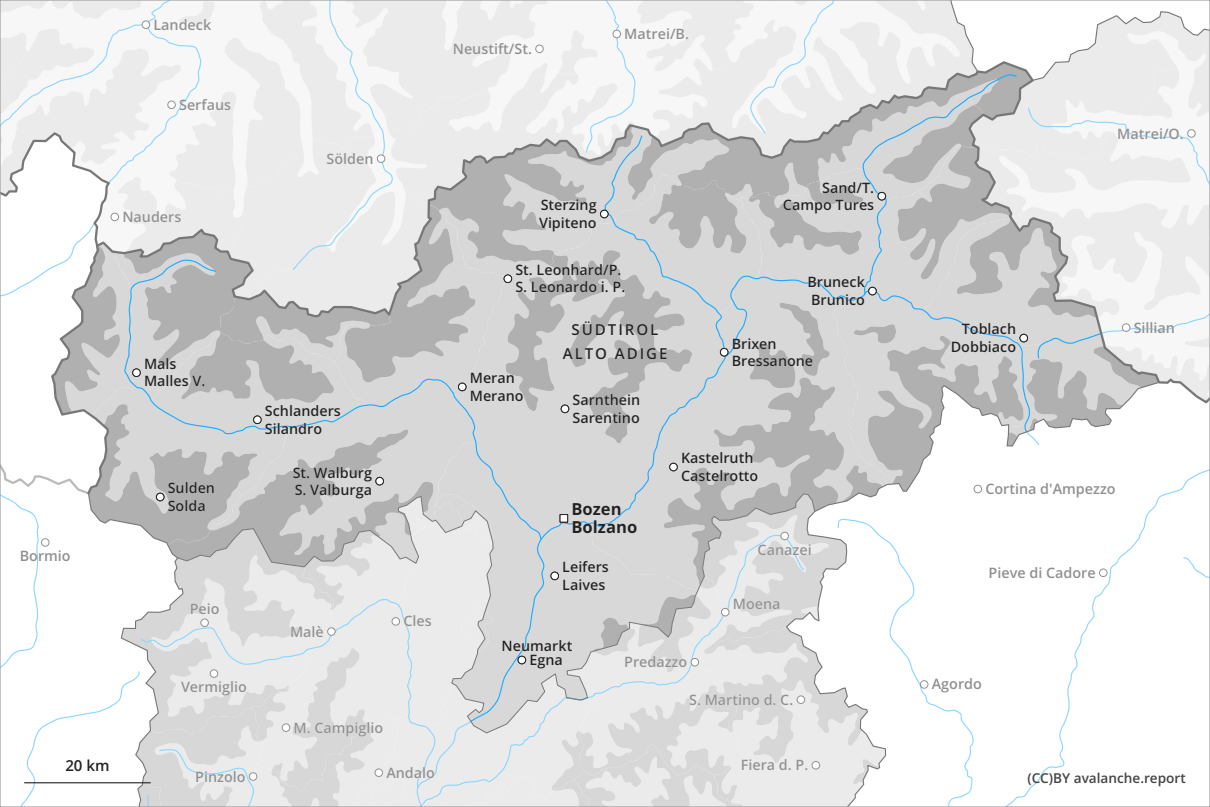 Landeck
Matrei/B.
Neustift/St.
Serfaus
Matrei/O.
Sölden
Sand/T.
Campo Tures
Sterzing
Vipiteno
Nauders
St. Leonhard/P.
S. Leonardo i. P.
Bruneck
Brunico
SÜDTIROL
ALTO ADIGE
Toblach
Dobbiaco
Sillian
Brixen
Bressanone
Mals
Malles V.
Meran
Merano
Sarnthein
Sarentino
Schlanders
Silandro
Kastelruth
Castelrotto
St. Walburg
S. Valburga
Sulden
Solda
Cortina d'Ampezzo
Bozen
Bolzano
Bormio
Canazei
Leifers
Laives
Pieve di Cadore
Peio
Moena
Cles
Malè
Neumarkt
Egna
Predazzo
Vermiglio
Agordo
S. Martino d. C.
M. Campiglio
20 km
Fiera d. P.
Pinzolo
Andalo
(CC)BY avalanche.report